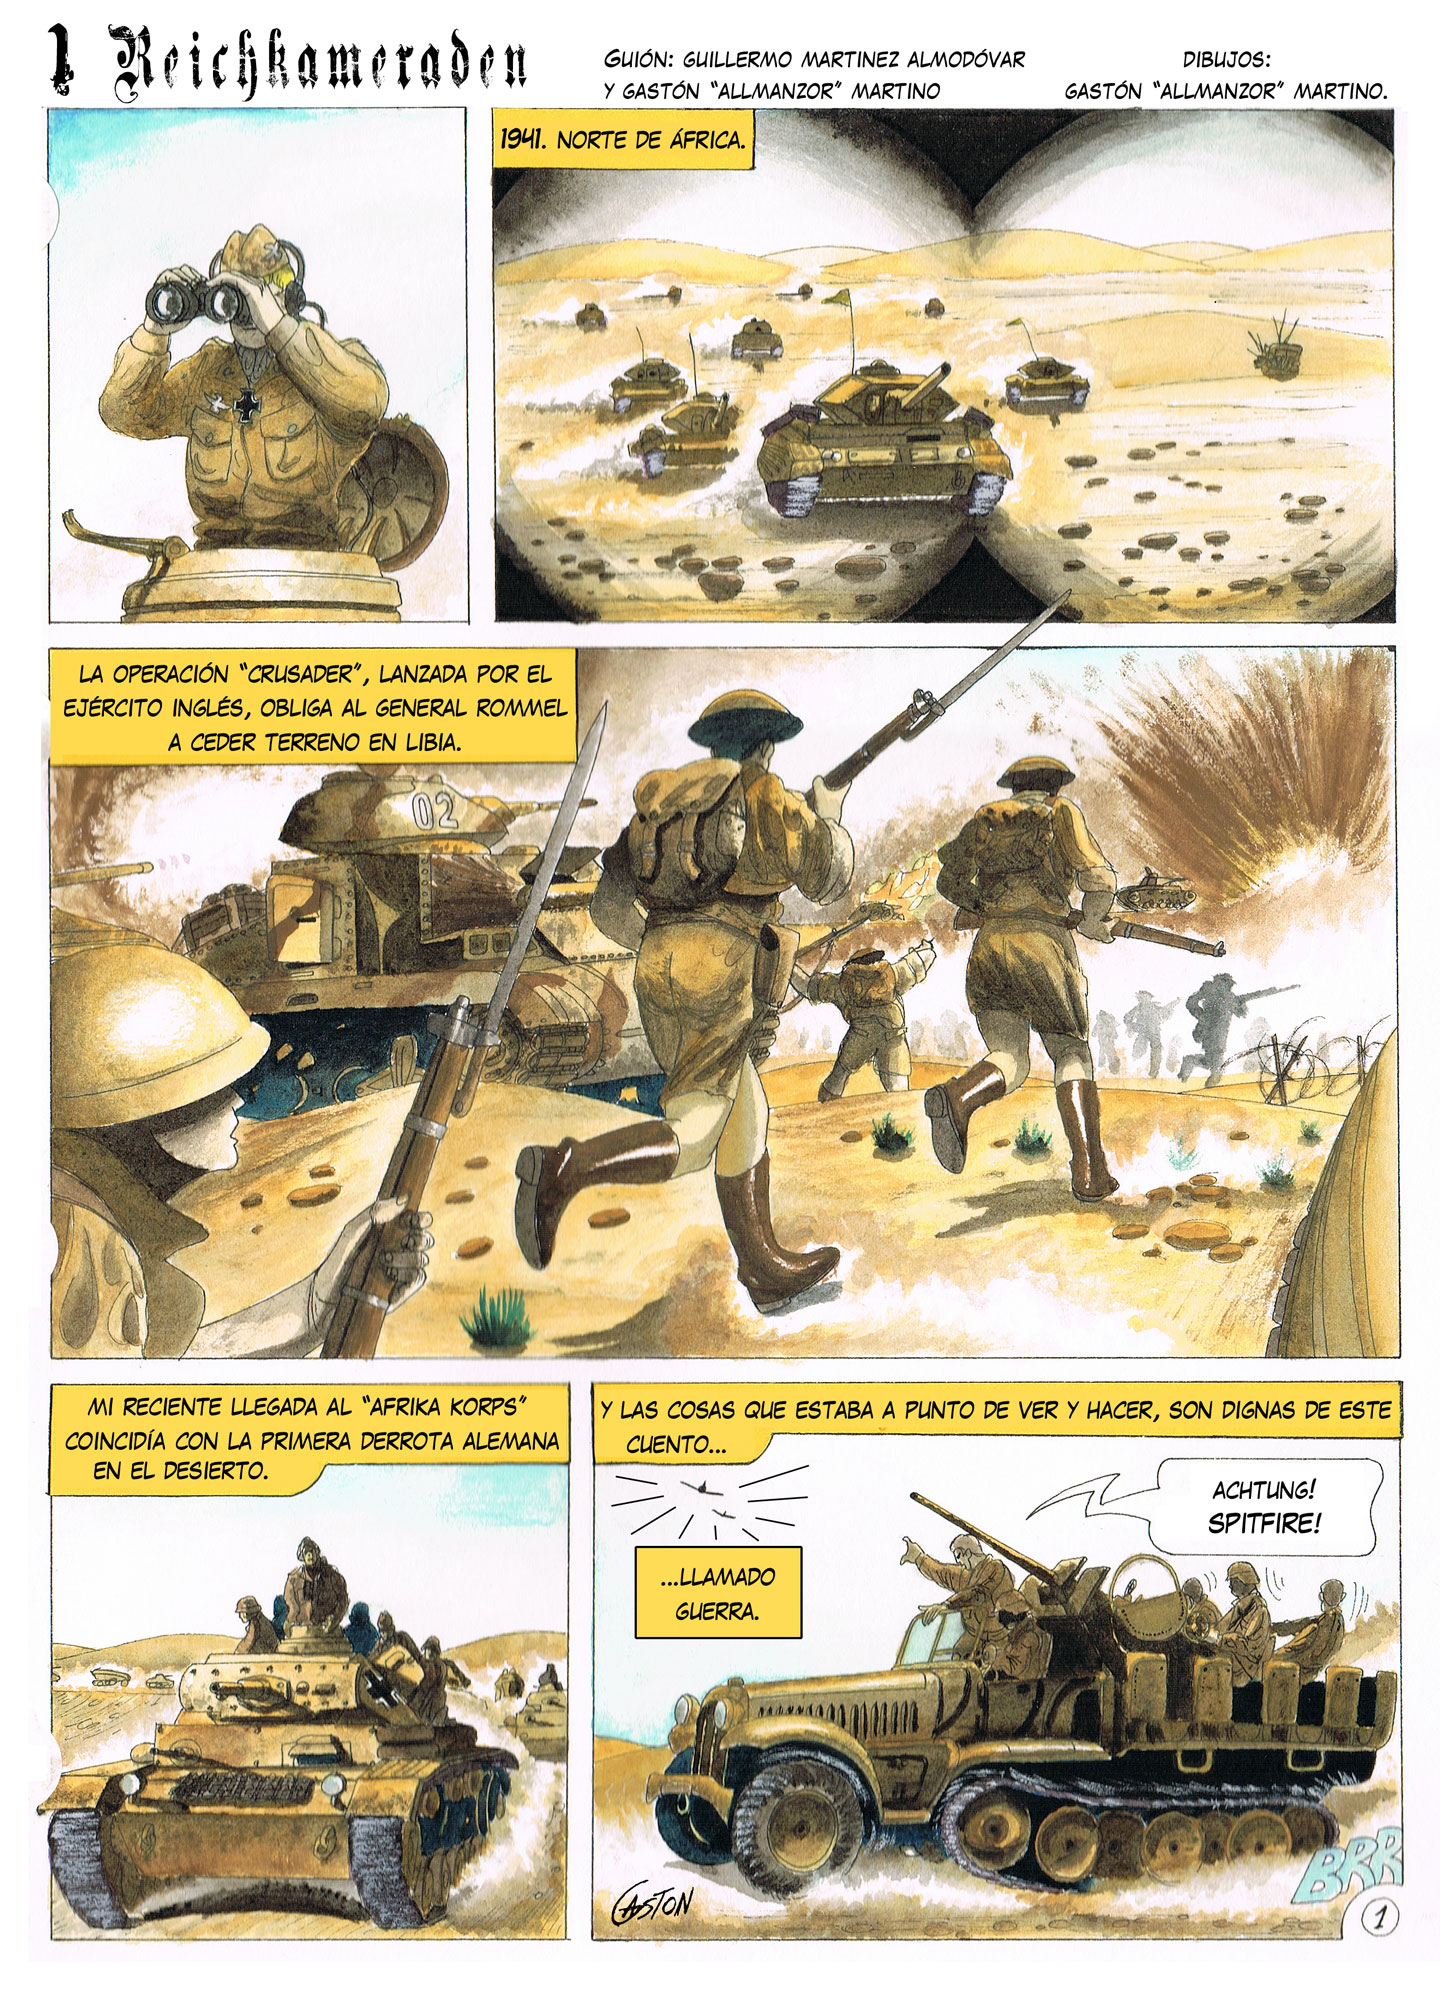 1 Reichkameraden
GUIÓN: GUILLERMO MARTINEZ ALMODÓVAR
Y GASTÓN "ALLMANZOR" MARTINO
DIBUJOS:
GASTÓN "ALLMANZOR" MARTINO.
1941. NORTE DE ÁFRICA.
LA OPERACIÓN "CRUSADER", LANZADA POR EL
EJÉRCITO INGLÉS, OBLIGA AL GENERAL ROMMEL
A CEDER TERRENO EN LIBIA.
02
MI RECIENTE LLEGADA AL "AFRIKA KORPS"
COINCIDÍA CON LA PRIMERA DERROTA ALEMANA
EN EL DESIERTO.
Y LAS COSAS QUE ESTABA A PUNTO DE VER Y HACER, SON DIGNAS DE ESTE
CUENTO...
ACHTUNG!
SPITFIRE!
...LLAMADO
GUERRA.
BRR
GASTON
1